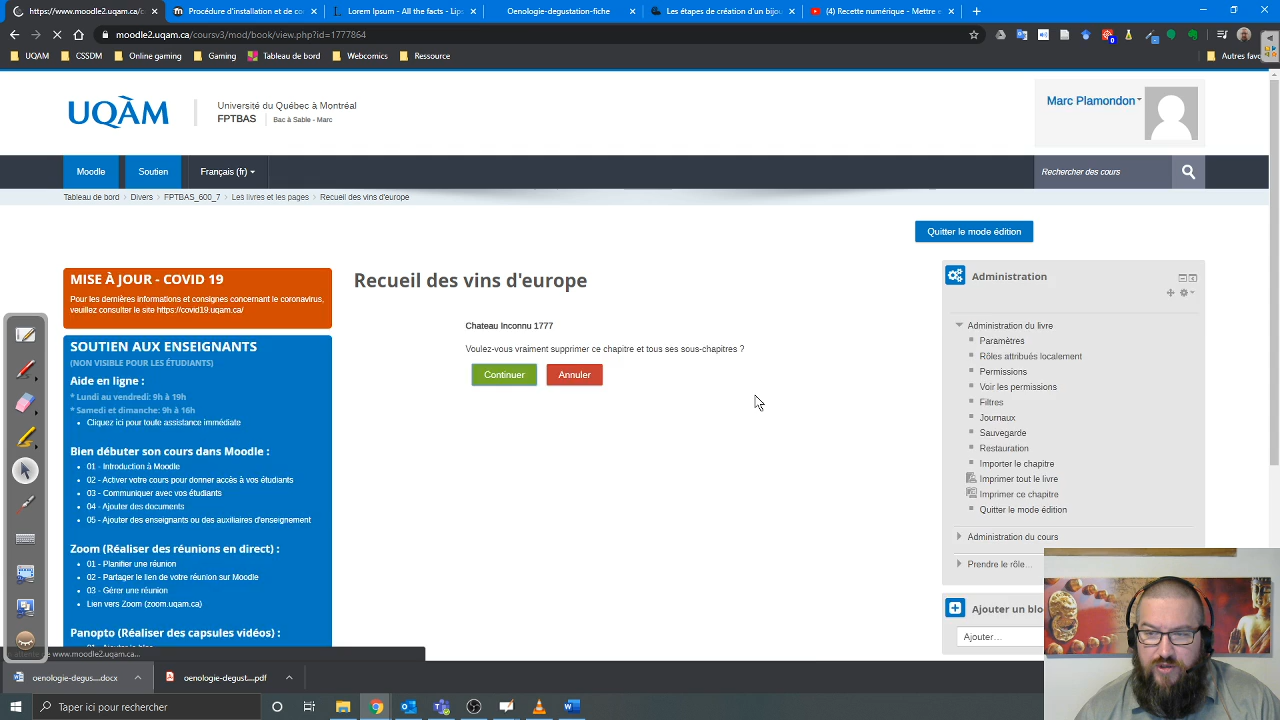 https://www.moodle2.uqam.ca/co
Procédure d'installation et de co
Lorem Ipsum - All the facts - Lips
Oenologie-degustation-fiche
Les étapes de création d'un bijou
(4) Recette numérique - Mettre e
moodle2.uqam.ca/coursv3/mod/book/view.php?id=1777864
UQAM
CSSDM
Online gaming
Gaming
Tableau de bord
Webcomics
Ressource
Autres favo
UQÀM
Université du Québec à Montréal
FPTBAS
Bac à Sable - Marc
Marc Plamondon
Moodle
Soutien
Français (fr)
Rechercher des cours
Tableau de bord
Divers
FPTBAS_600_7
Les livres et les pages
Recueil des vins d'europe
Quitter le mode édition
MISE À JOUR - COVID 19
Pour les dernières informations et consignes concernant le coronavirus,
veuillez consulter le site https://covid19.uqam.ca/
SOUTIEN AUX ENSEIGNANTS
(NON VISIBLE POUR LES ÉTUDIANTS)
Aide en ligne :
* Lundi au vendredi: 9h à 19h
* Samedi et dimanche: 9h à 16h
• Cliquez ici pour toute assistance immédiate
Bien débuter son cours dans Moodle :
• 01 - Introduction à Moodle
• 02 - Activer votre cours pour donner accès à vos étudiants
• 03 - Communiquer avec vos étudiants
• 04 - Ajouter des documents
• 05 - Ajouter des enseignants ou des auxiliaires d'enseignement
Zoom (Réaliser des réunions en direct) :
• 01 - Planifier une réunion
• 02 - Partager le lien de votre réunion sur Moodle
• 03 - Gérer une réunion
• Lien vers Zoom (zoom.uqam.ca)
Panopto (Réaliser des capsules vidéos) :
Recueil des vins d'europe
Chateau Inconnu 1777
Voulez-vous vraiment supprimer ce chapitre et tous ses sous-chapitres ?
Continuer
Annuler
Administration
Administration du livre
Paramètres
Rôles attribués localement
Permissions
Voir les permissions
Filtres
Journaux
Sauvegarde
Restauration
Importer le chapitre
Imprimer tout le livre
Imprimer ce chapitre
Quitter le mode édition
Administration du cours
Prendre le rôle…
Ajouter un blo
Ajouter…
attente de www.moodle2.uqam.ca...
oenologie-degus....docx
oenologie-degust....pdf
Taper ici pour rechercher